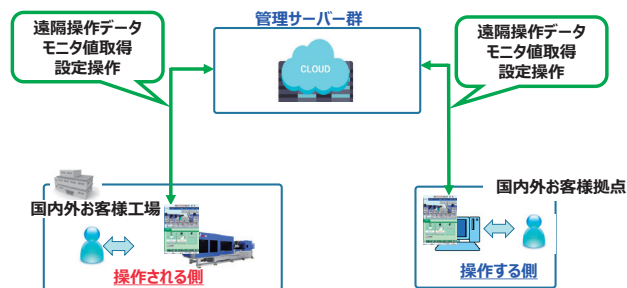 管理サーバー群
遠隔操作データ
モニタ値取得
設定操作
CLOUD
遠隔操作データ
モニタ値取得
設定操作
国内外お客様工場
操作される側
国内外お客様拠点
操作する側